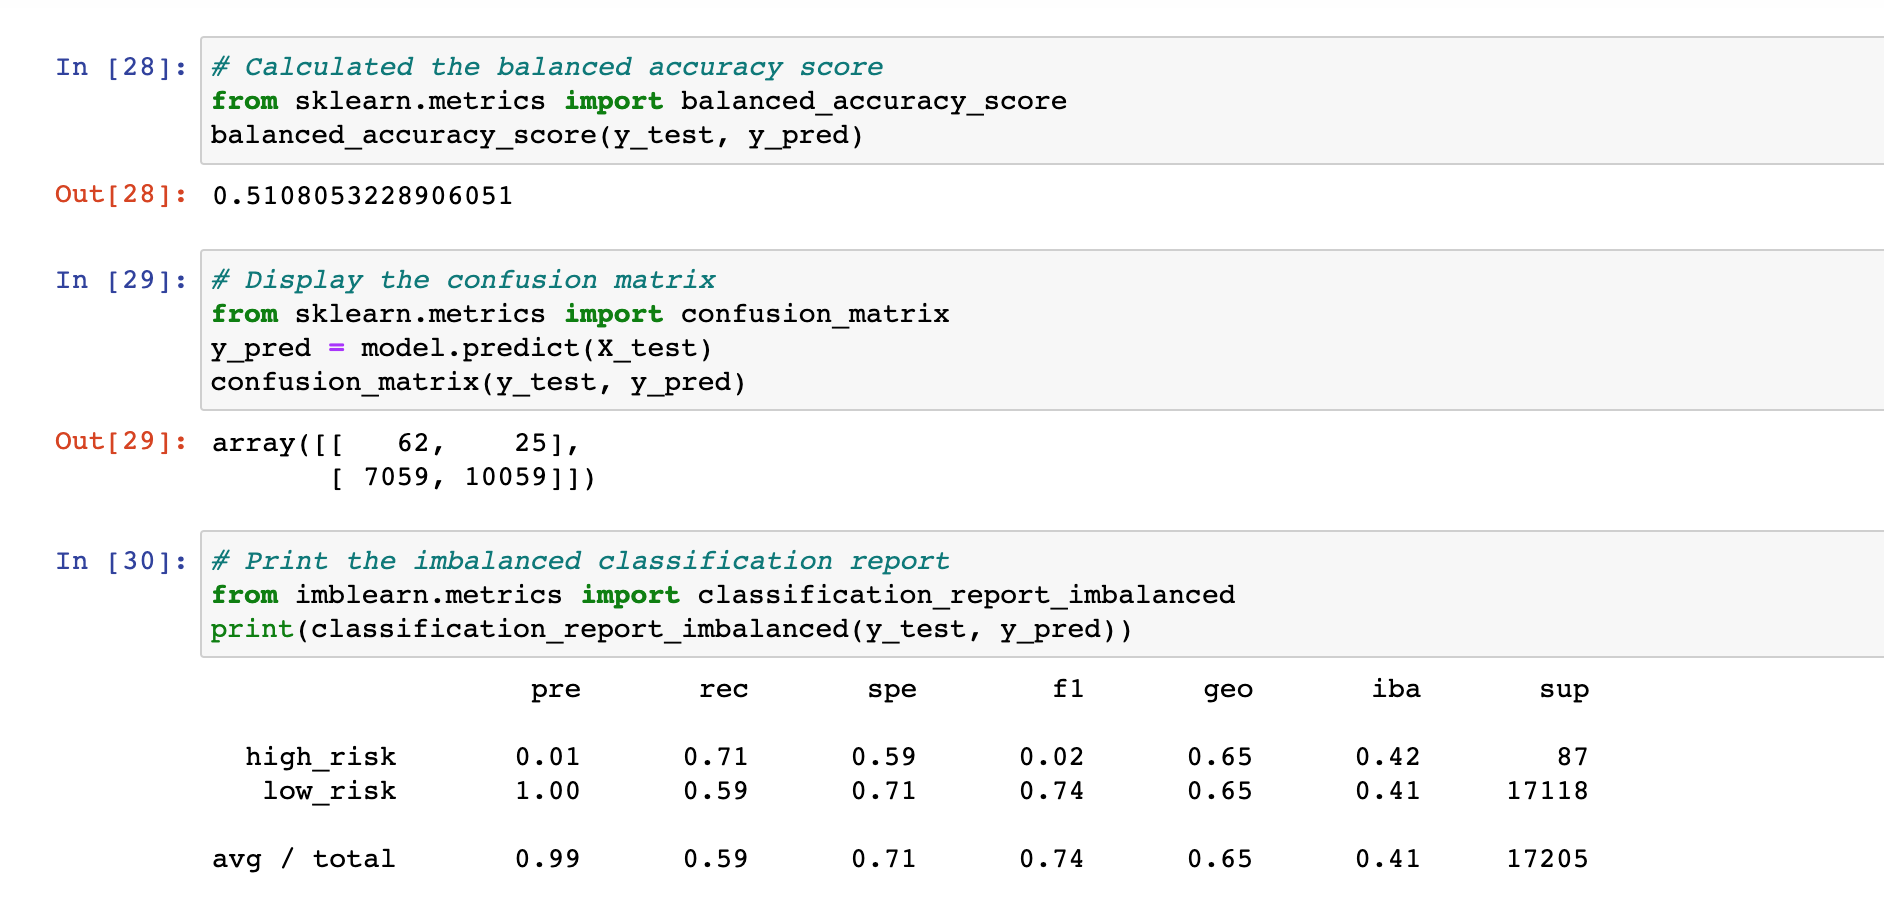 In [28]: # Calculated the balanced accuracy score
from sklearn.metrics import balanced_accuracy_score
balanced_accuracy_score(y_test, y_pred)
Out[28]: 0.5108053228906051
In [29]: # Display the confusion matrix
from sklearn.metrics import confusion_matrix
y_pred = model.predict(X_test)
confusion_matrix(y_test, y_pred)
Out[29]: array([[   62,    25],
       [ 7059, 10059]])
In [30]: # Print the imbalanced classification report
from imblearn.metrics import classification_report_imbalanced
print(classification_report_imbalanced(y_test, y_pred))
pre rec spe f1 geo iba sup
high_risk 0.01 0.71 0.59 0.02 0.65 0.42 87
low_risk 1.00 0.59 0.71 0.74 0.65 0.41 17118
avg / total 0.99 0.59 0.71 0.74 0.65 0.41 17205